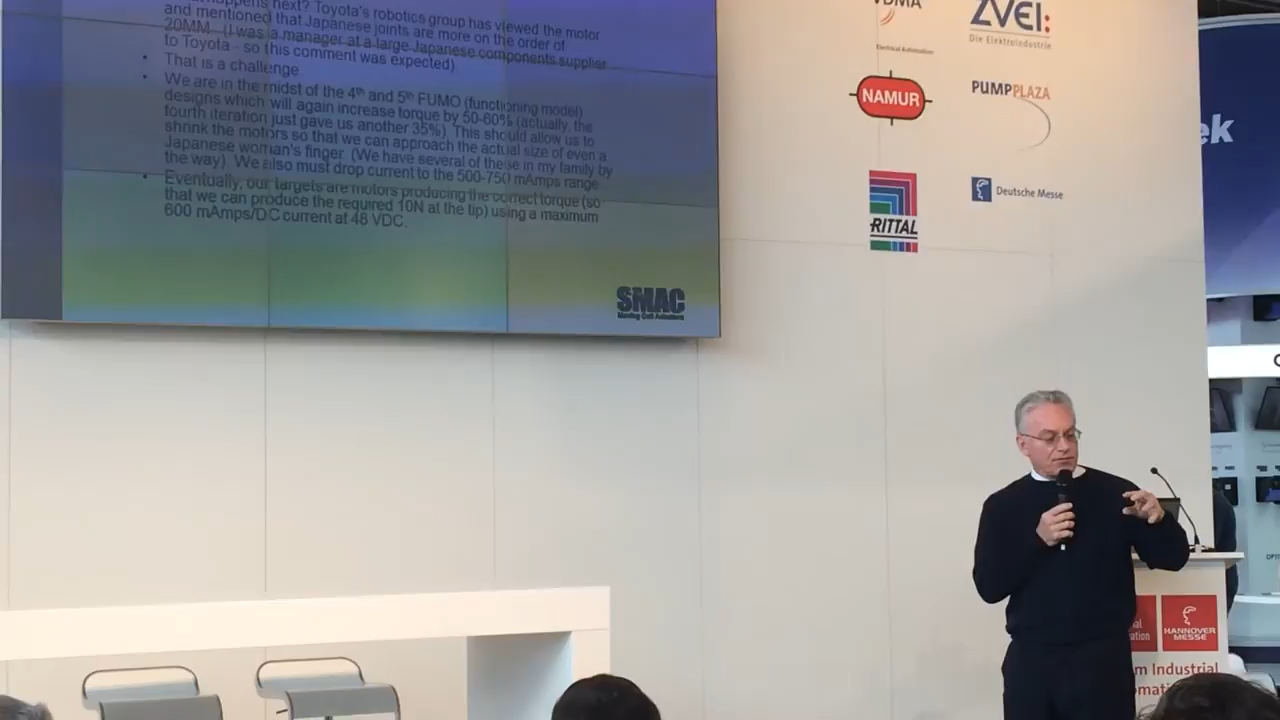 happens next? Toyota's robotics group has viewed the motor
and mentioned that Japanese joints are more on the order of
20MM. (I was a manager at a large Japanese components supplier
to Toyota - so this comment was expected).
• That is a challenge
• We are in the midst of the 4th and 5th FUMO (functioning model)
designs which will again increase torque by 50-60% (actually, the
fourth iteration just gave us another 35%). This should allow us to
shrink the motors so that we can approach the actual size of even a
Japanese woman's finger. (We have several of these in my family by
the way). We also must drop current to the 500-750 mAmps range
• Eventually, our targets are motors producing the correct torque (so
that we can produce the required 10N at the tip) using a maximum
600 mAmps/DC current at 48 VDC.
SMAC
Moving Coil Actuators
VDMA
Electrical Automation
ZVEI:
Die Elektroindustrie
NAMUR
PUMPPLAZA
RITTAL
Deutsche Messe
ek
HANNOVER
MESSE
m Industrial